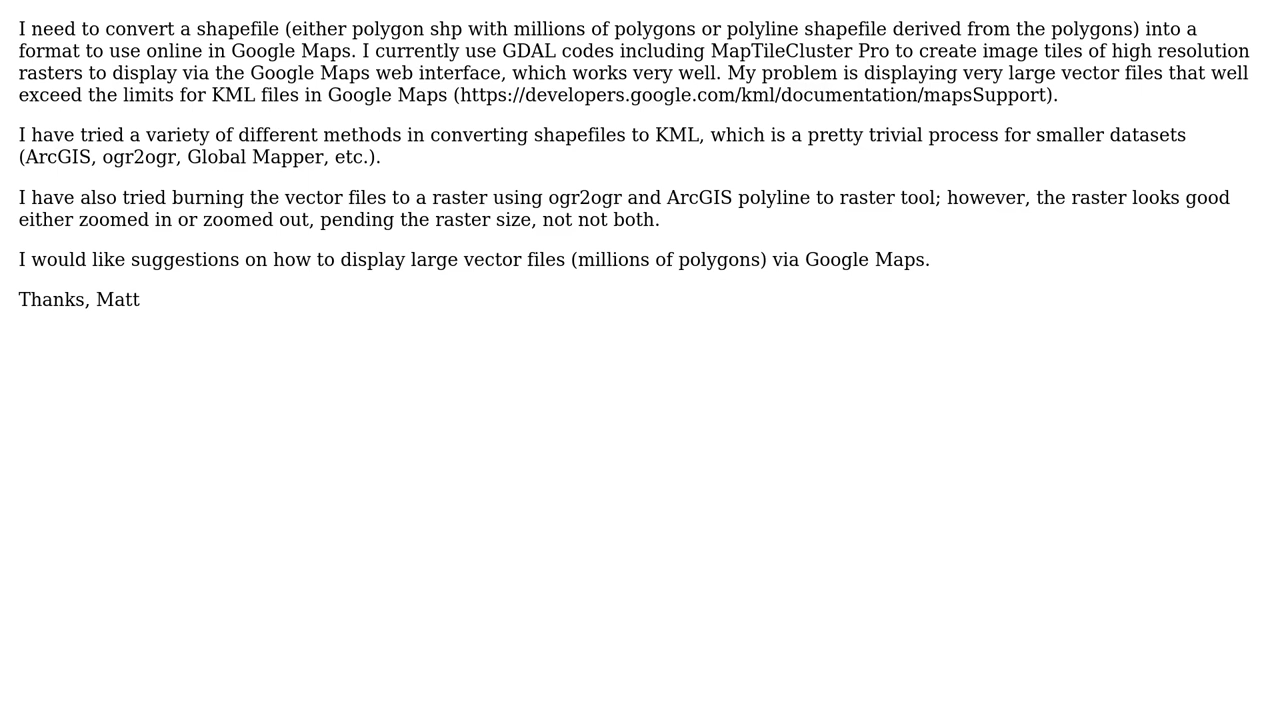 I need to convert a shapefile (either polygon shp with millions of polygons or polyline shapefile derived from the polygons) into a
format to use online in Google Maps. I currently use GDAL codes including MapTileCluster Pro to create image tiles of high resolution
rasters to display via the Google Maps web interface, which works very well. My problem is displaying very large vector files that well
exceed the limits for KML files in Google Maps (https://developers.google.com/kml/documentation/mapsSupport).
I have tried a variety of different methods in converting shapefiles to KML, which is a pretty trivial process for smaller datasets
(ArcGIS, ogr2ogr, Global Mapper, etc.).
I have also tried burning the vector files to a raster using ogr2ogr and ArcGIS polyline to raster tool; however, the raster looks good
either zoomed in or zoomed out, pending the raster size, not not both.
I would like suggestions on how to display large vector files (millions of polygons) via Google Maps.
Thanks, Matt